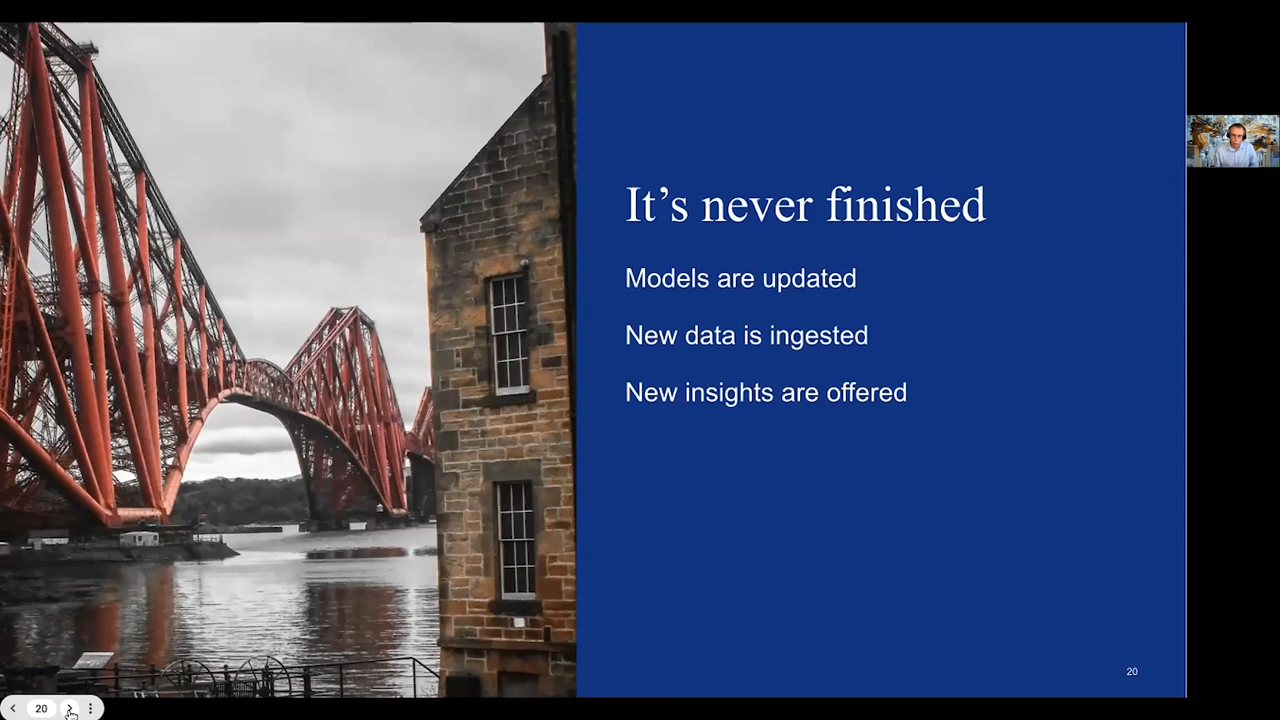 It’s never finished
Models are updated
New data is ingested
New insights are offered
20
20